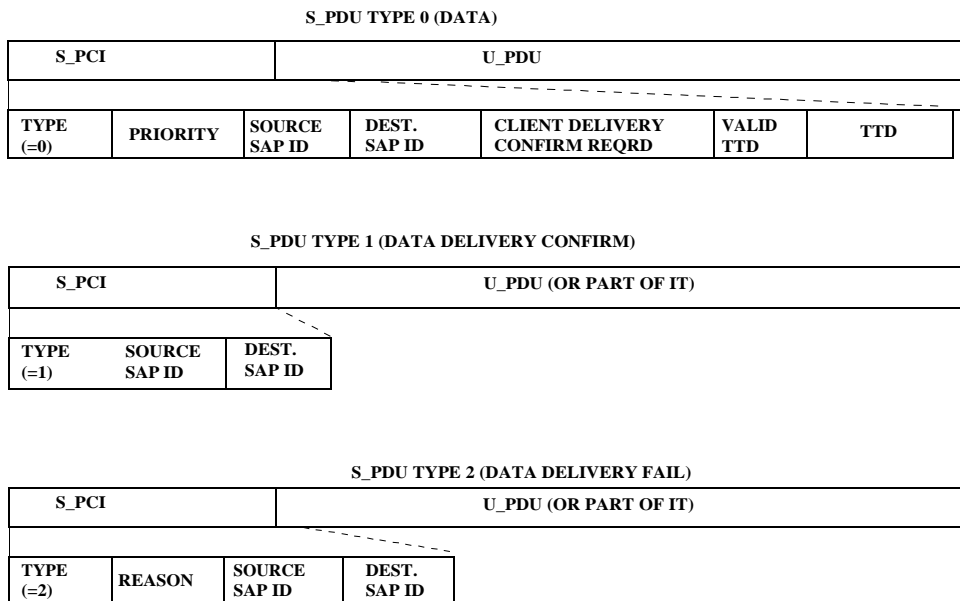 S_PDU TYPE 0 (DATA)
S_PCI U_PDU
TYPE PRIORITY SOURCE DEST. CLIENT DELIVERY VALID TTD
(=0) SAP ID SAP ID CONFIRM REQRD TTD
S_PDU TYPE 1 (DATA DELIVERY CONFIRM)
S_PCI U_PDU (OR PART OF IT)
TYPE SOURCE DEST.
(=1) SAP ID SAP ID
S_PDU TYPE 2 (DATA DELIVERY FAIL)
S_PCI U_PDU (OR PART OF IT)
TYPE REASON SOURCE DEST.
(=2) SAP ID SAP ID